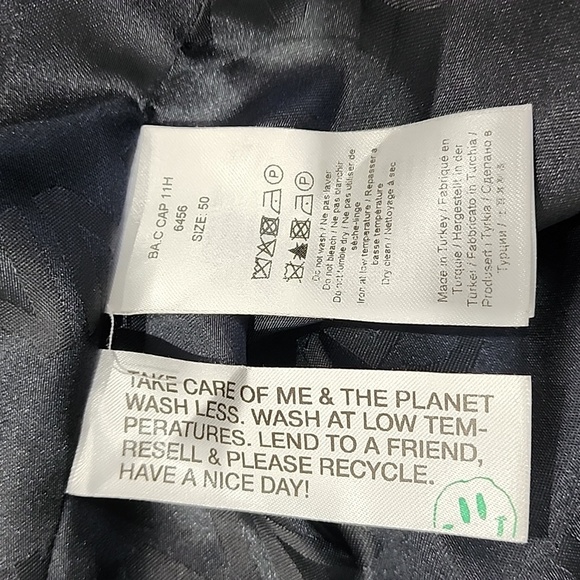 BA.C CAP 11H
6456
SIZE: 50
P
P
Do not wash / Ne pas laver
Do not bleach / Ne pas blanchir
Do not tumble dry / Ne pas utiliser de
sèche-linge
Iron at low temperature / Repasser à
basse température
Dry clean / Nettoyage à sec
Made in Turkey / Fabriqué en
Turquie / Hergestellt in der
Türkei / Fabbricato in Turchia /
Produsert i Tyrkia / Сделано в
Турции /
TAKE CARE OF ME & THE PLANET
WASH LESS. WASH AT LOW TEM-
PERATURES. LEND TO A FRIEND,
RESELL & PLEASE RECYCLE.
HAVE A NICE DAY!